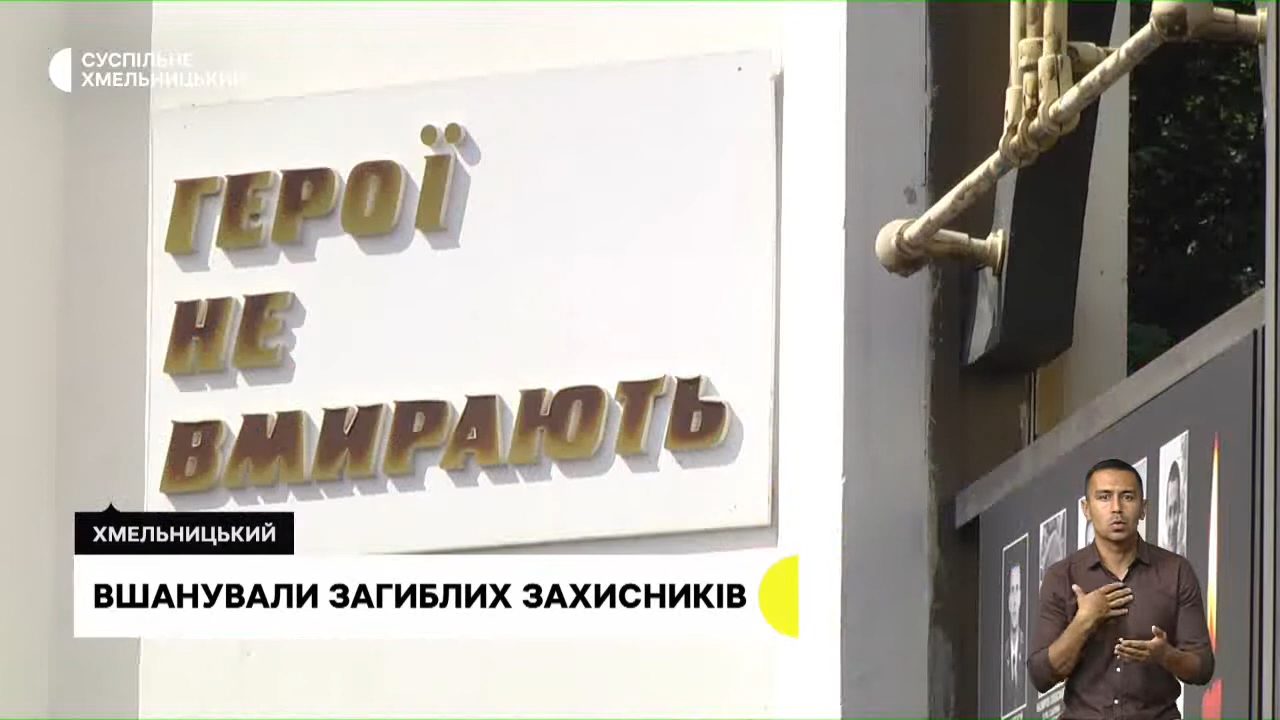 СУСПІЛЬНЕ
ХМЕЛЬНИЦЬКИЙ
ГЕРОЇ
НЕ
ВМИРАЮТЬ
ХМЕЛЬНИЦЬКИЙ
ВШАНУВАЛИ ЗАГИБЛИХ ЗАХИСНИКІВ